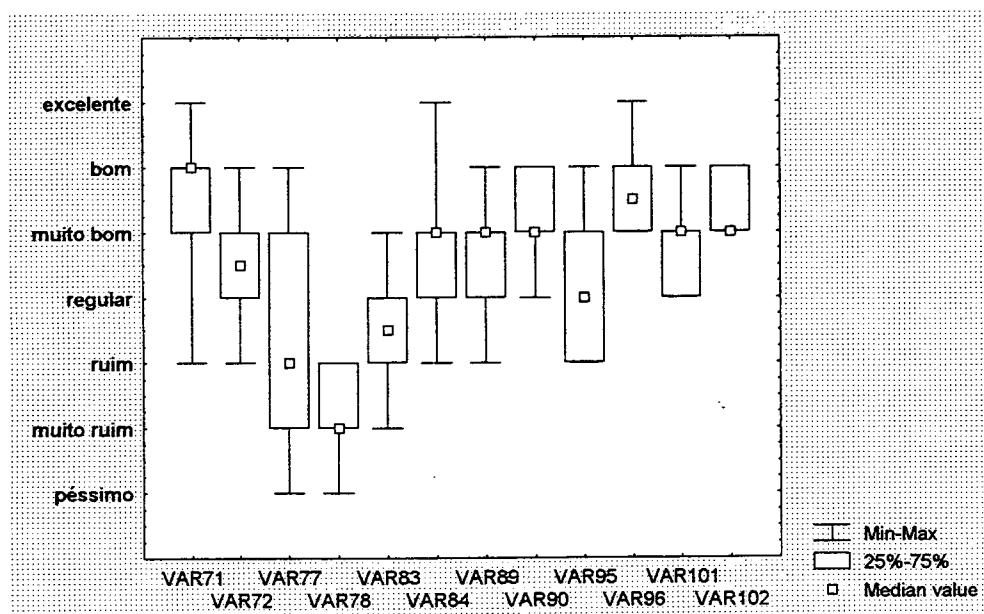 excelente
bom
muito bom
regular
ruim
muito ruim
péssimo
VAR71 VAR77 VAR83 VAR89 VAR95 VAR101
VAR72 VAR78 VAR84 VAR90 VAR96 VAR102
Min-Max
25%-75%
Median value